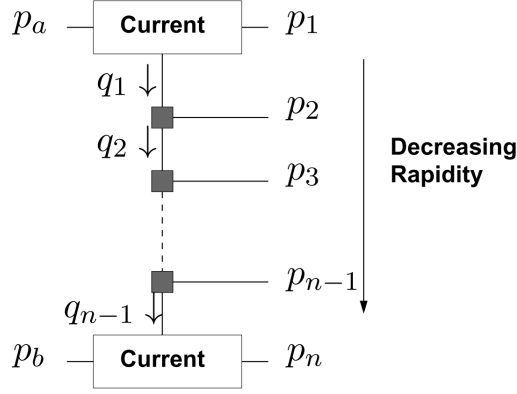 p_a Current p_1
q_1
p_2
q_2
p_3
Decreasing
Rapidity
p_{n-1}
q_{n-1}
p_b Current p_n